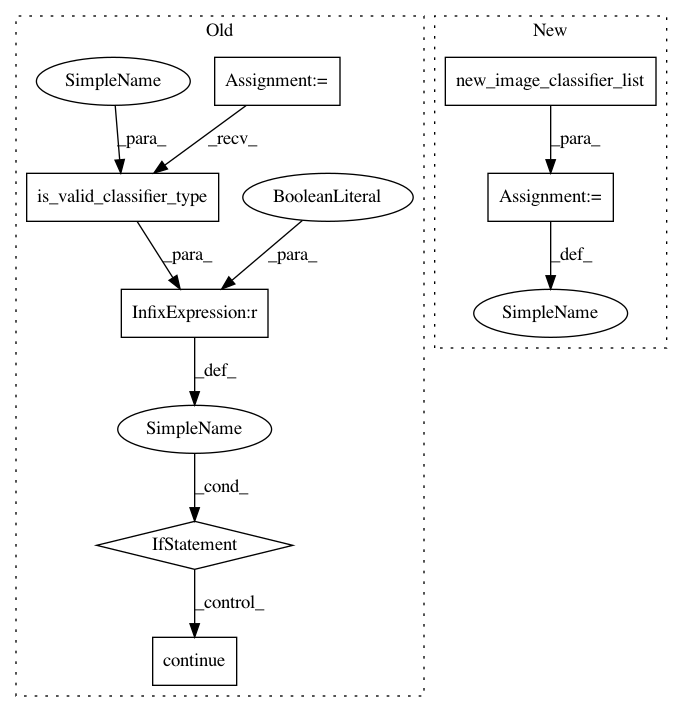 Old
New
SimpleName
Assignment:=
new_image_classifier_list
_para_
_recv_
_para_
is_valid_classifier_type
BooleanLiteral
Assignment:=
_para_
_para_
_def_
InfixExpression:r
SimpleName
_def_
SimpleName
_cond_
IfStatement
_control_
continue